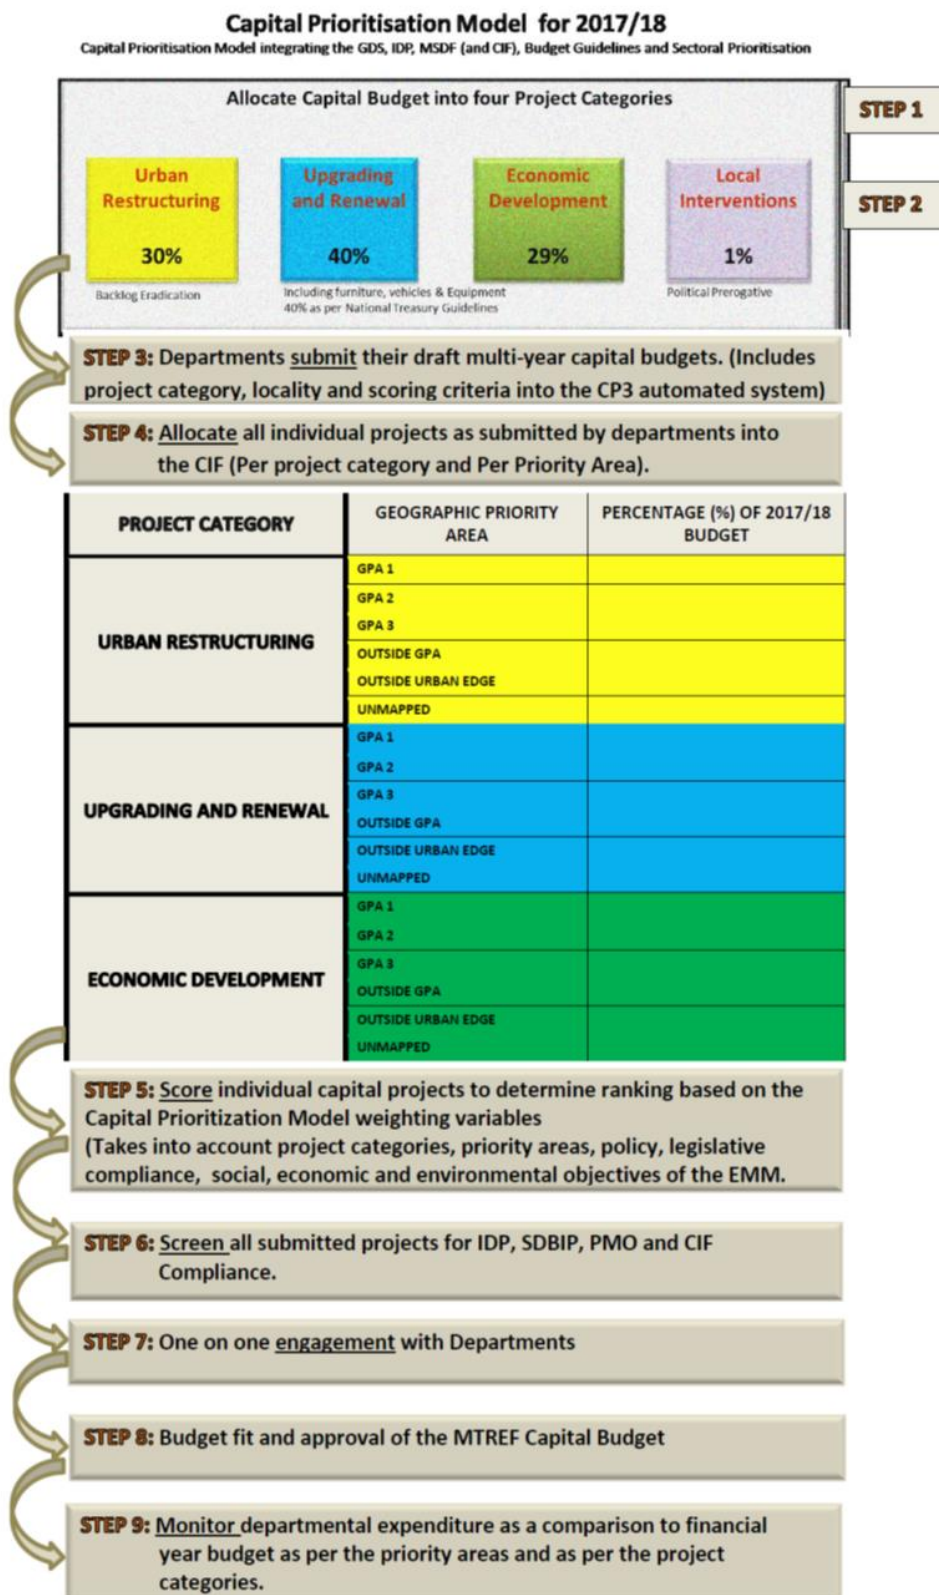 Capital Prioritisation Model for 2017/18
Capital Prioritisation Model integrating the GDS, IDP, MSDF (and CIF), Budget Guidelines and Sectoral Prioritisation
Allocate Capital Budget into four Project Categories
STEP 1
Urban
Restructuring
30%
Upgrading
and Renewal
40%
Economic
Development
29%
Local
Interventions
1%
STEP 2
Backlog Eradication
Including furniture, vehicles & Equipment
40% as per National Treasury Guidelines
Political Prerogative
STEP 3: Departments submit their draft multi-year capital budgets. (Includes
project category, locality and scoring criteria into the CP3 automated system)
STEP 4: Allocate all individual projects as submitted by departments into
the CIF (Per project category and Per Priority Area).
PROJECT CATEGORY
GEOGRAPHIC PRIORITY
AREA
PERCENTAGE (%) OF 2017/18
BUDGET
URBAN RESTRUCTURING
GPA 1
GPA 2
GPA 3
OUTSIDE GPA
OUTSIDE URBAN EDGE
UNMAPPED
UPGRADING AND RENEWAL
GPA 1
GPA 2
GPA 3
OUTSIDE GPA
OUTSIDE URBAN EDGE
UNMAPPED
ECONOMIC DEVELOPMENT
GPA 1
GPA 2
GPA 3
OUTSIDE GPA
OUTSIDE URBAN EDGE
UNMAPPED
STEP 5: Score individual capital projects to determine ranking based on the
Capital Prioritization Model weighting variables
(Takes into account project categories, priority areas, policy, legislative
compliance, social, economic and environmental objectives of the EMM.
STEP 6: Screen all submitted projects for IDP, SDBIP, PMO and CIF
Compliance.
STEP 7: One on one engagement with Departments
STEP 8: Budget fit and approval of the MTREF Capital Budget
STEP 9: Monitor departmental expenditure as a comparison to financial
year budget as per the priority areas and as per the project
categories.